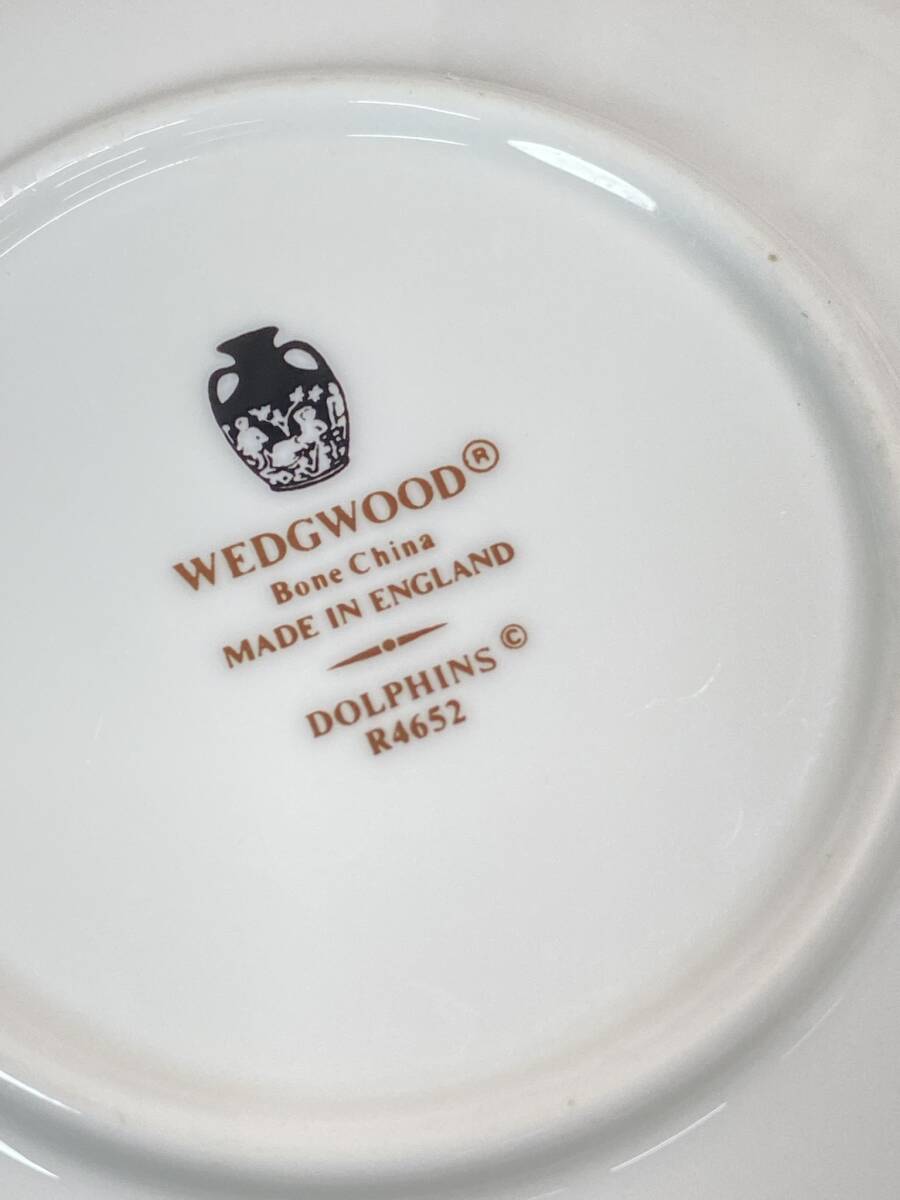 WEDGWOOD®
Bone China
MADE IN ENGLAND
DOLPHINS©
R4652